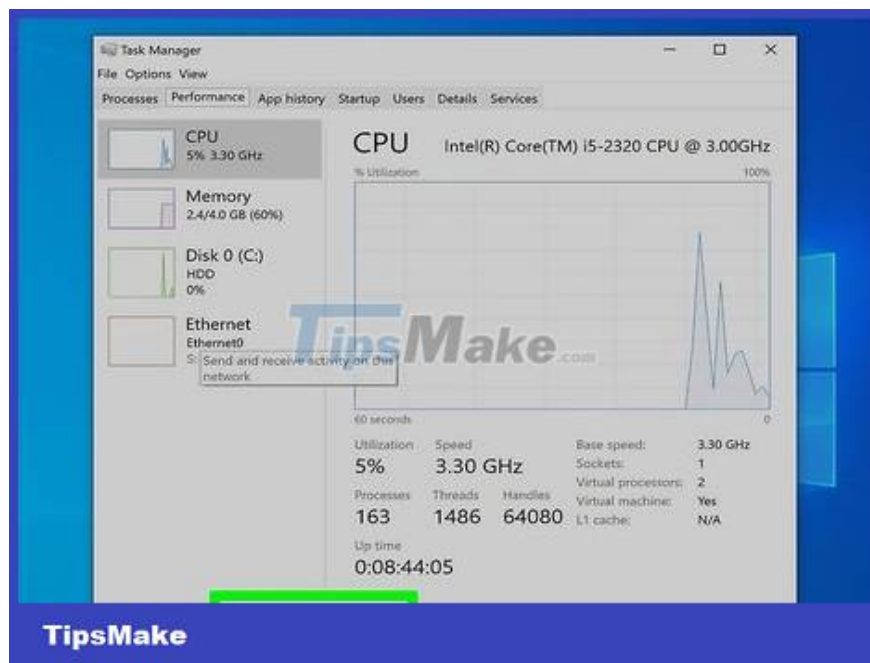 Task Manager
File Options View
Processes Performance App history Startup Users Details Services
CPU
5% 3.30 GHz
Memory
2.4/4.0 GB (60%)
Disk 0 (C:)
HDD
0%
Ethernet
Ethernet0
S:
Send and receive activity on this
network
CPU Intel(R) Core(TM) i5-2320 CPU @ 3.00GHz
% Utilization 100%
TipsMake.com
60 seconds 0
Utilization Speed
5% 3.30 GHz
Processes Threads Handles
163 1486 64080
Up time
0:08:44:05
Base speed: 3.30 GHz
Sockets: 1
Virtual processors: 2
Virtual machine: Yes
L1 cache: N/A
TipsMake